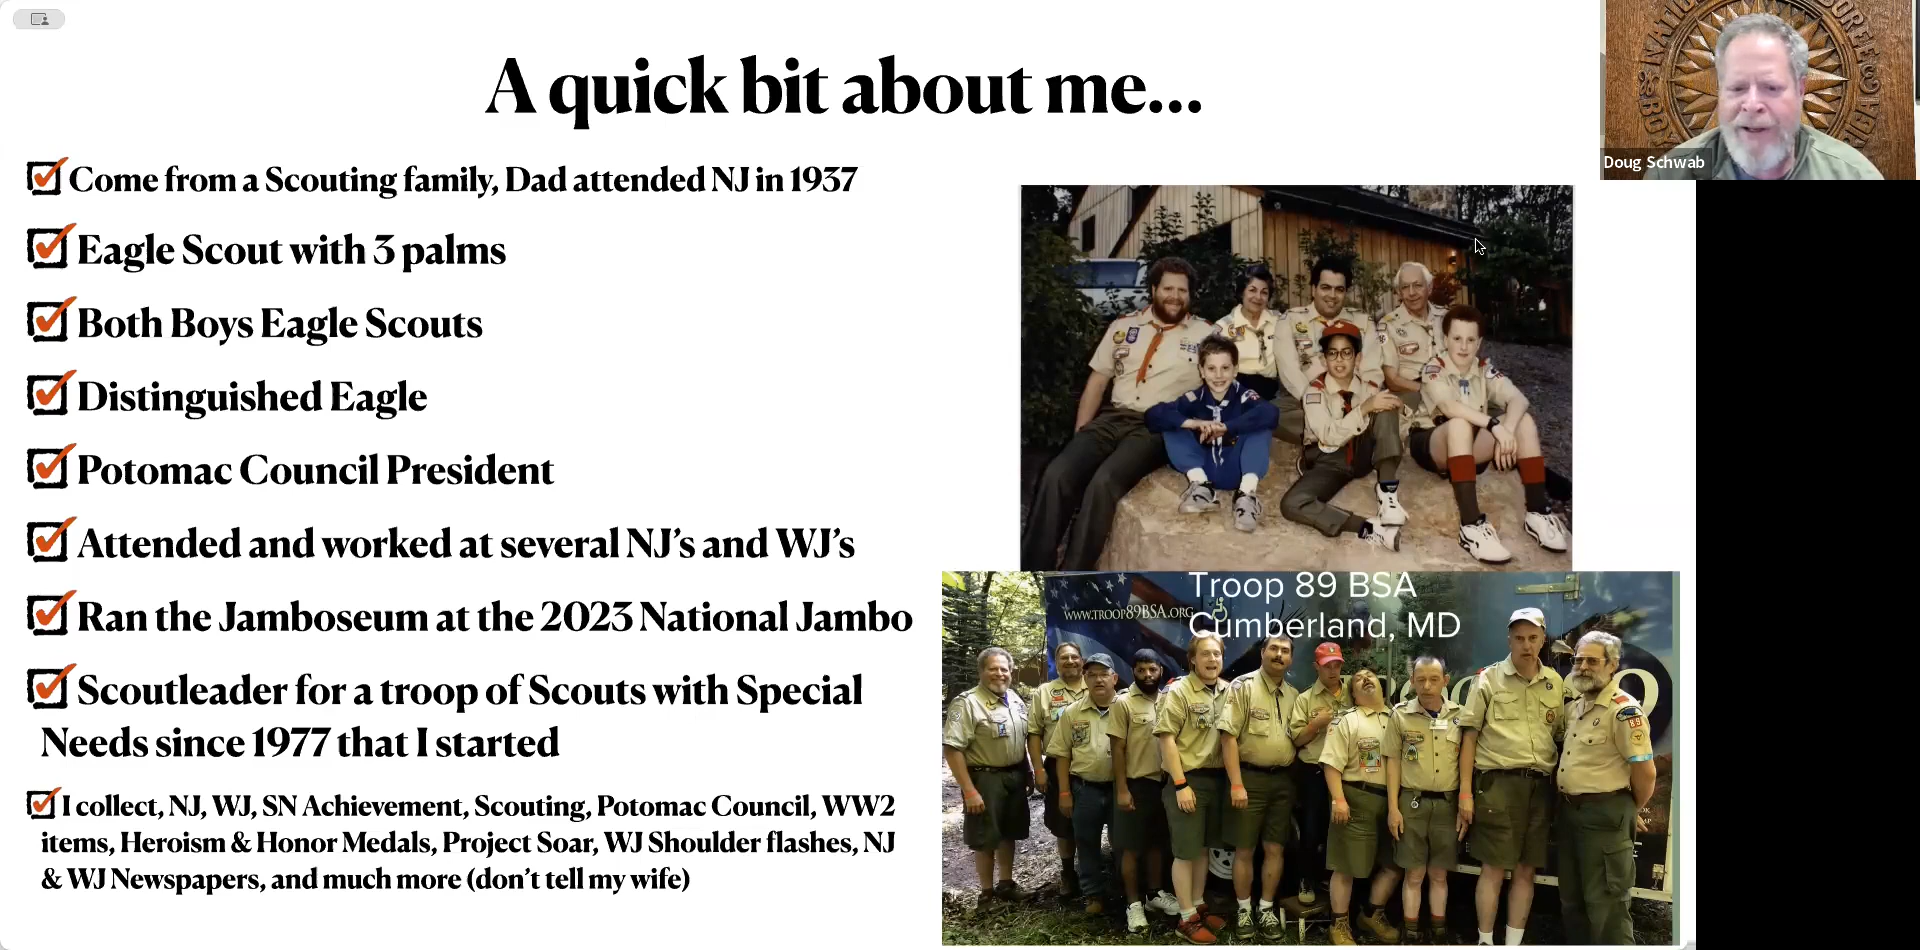 A quick bit about me...
Come from a Scouting family, Dad attended NJ in 1937
Eagle Scout with 3 palms
Both Boys Eagle Scouts
Distinguished Eagle
Potomac Council President
Attended and worked at several NJ's and WJ's
Ran the Jamboseum at the 2023 National Jambo
Scoutleader for a troop of Scouts with Special
Needs since 1977 that I started
I collect, NJ, WJ, SN Achievement, Scouting, Potomac Council, WW2
items, Heroism & Honor Medals, Project Soar, WJ Shoulder flashes, NJ
& WJ Newspapers, and much more (don't tell my wife)
Doug Schwab
Troop 89 BSA
Cumberland, MD
WWW.TROOP89BSA.ORG